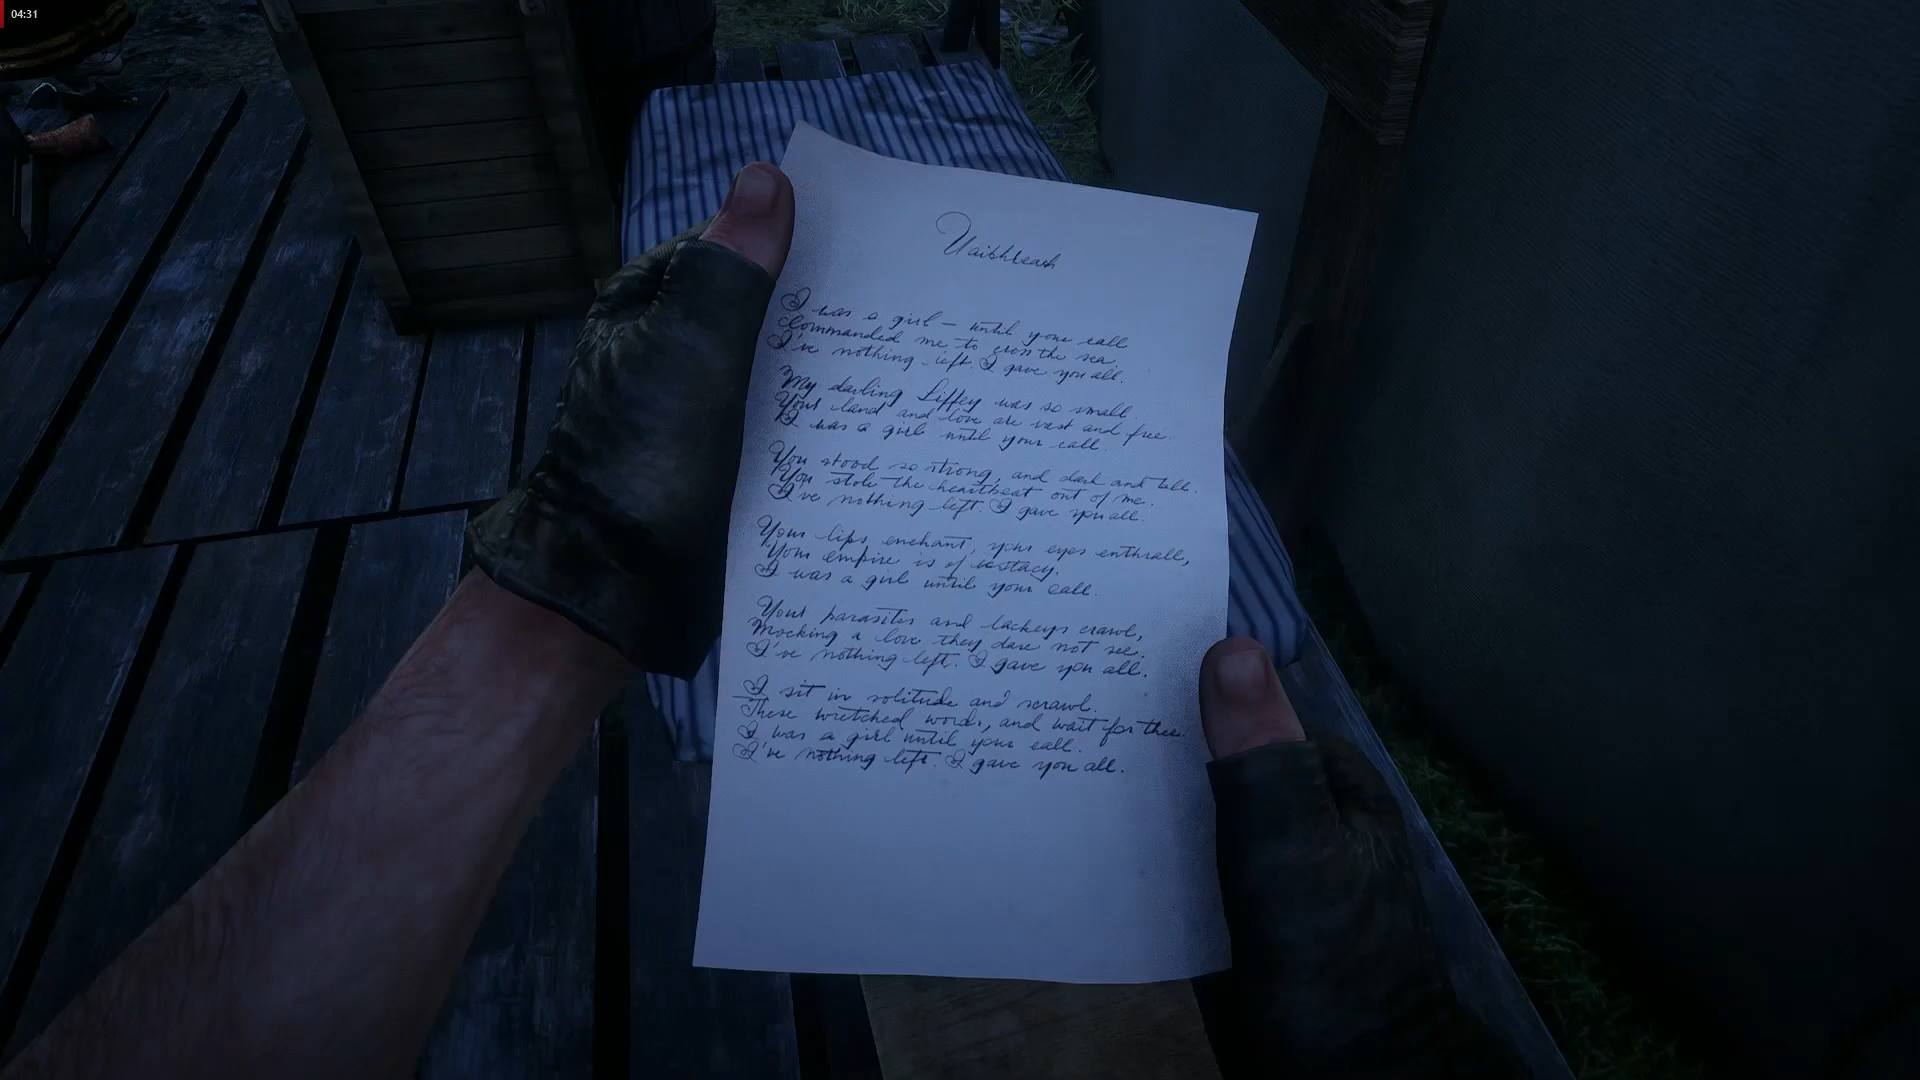 04:31
Uaibhreach
I was a girl – until your call
Commanded me to cross the sea.
I've nothing left. I gave you all.
My darling Liffey was so small.
Your land and love are vast and free.
I was a girl until your call.
You stood so strong, and dark and tall.
You stole the heartbeat out of me.
I've nothing left. I gave you all.
Your lips enchant, your eyes enthrall,
Your empire is of ecstacy.
I was a girl until your call.
Your parasites and lackeys crawl,
Mocking a love they dare not see.
I've nothing left. I gave you all.
I sit in solitude and scrawl.
These wretched words, and wait for thee.
I was a girl until your call.
I've nothing left. I gave you all.